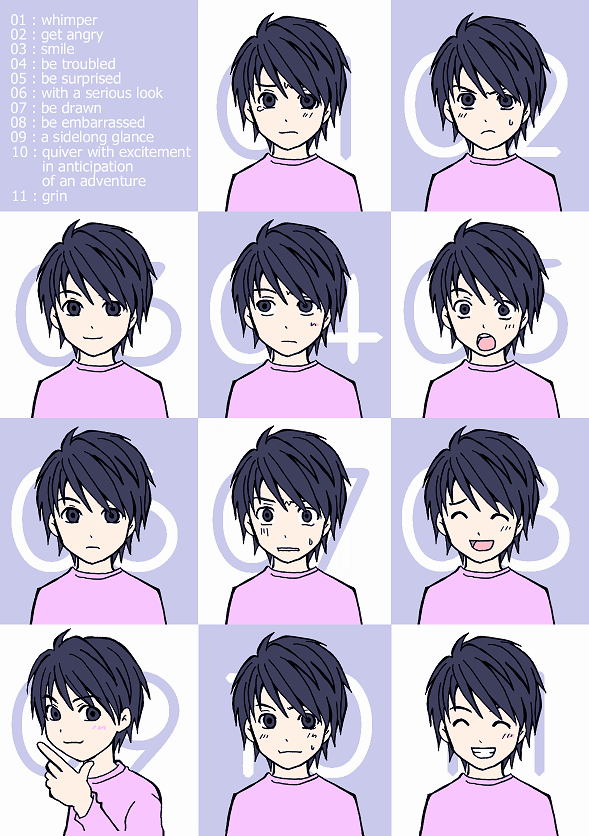 01 : whimper
02 : get angry
03 : smile
04 : be troubled
05 : be surprised
06 : with a serious look
07 : be drawn
08 : be embarrassed
09 : a sidelong glance
10 : quiver with excitement
in anticipation
of an adventure
11 : grin
01
02
03
04
05
06
07
08
09
10
11